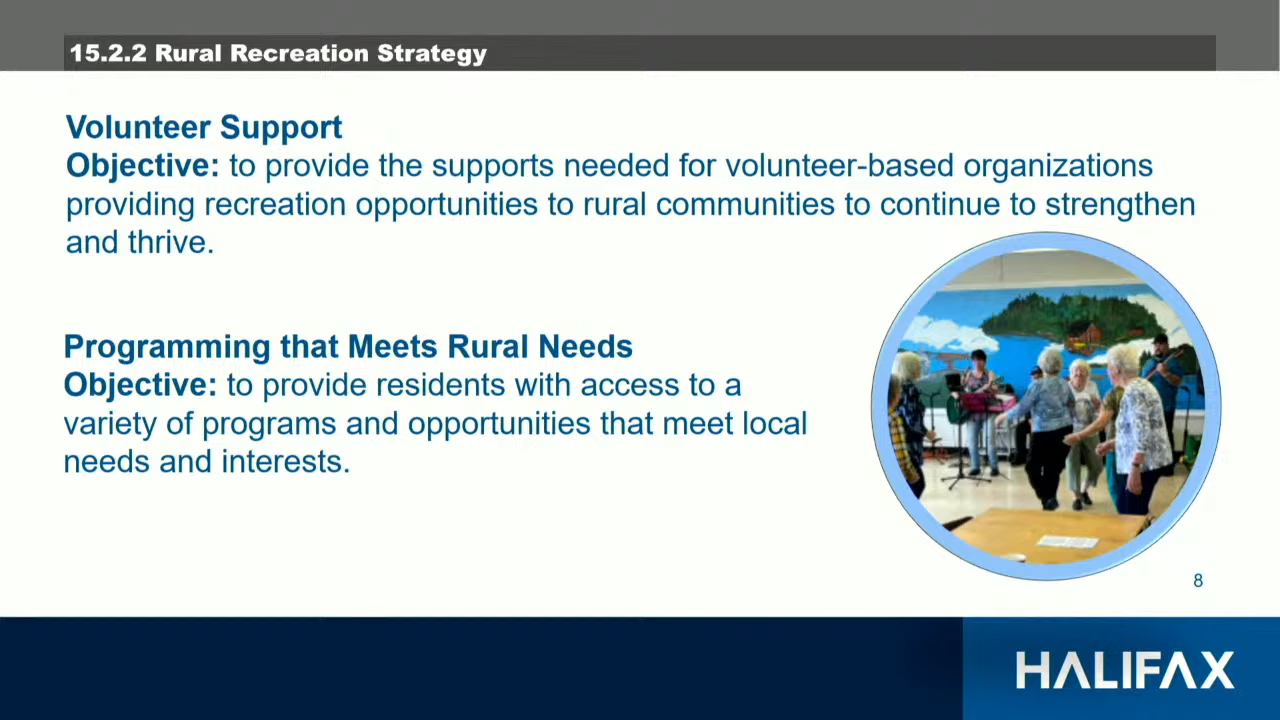 15.2.2 Rural Recreation Strategy
Volunteer Support
Objective: to provide the supports needed for volunteer-based organizations
providing recreation opportunities to rural communities to continue to strengthen
and thrive.
Programming that Meets Rural Needs
Objective: to provide residents with access to a
variety of programs and opportunities that meet local
needs and interests.
8
HALIFAX